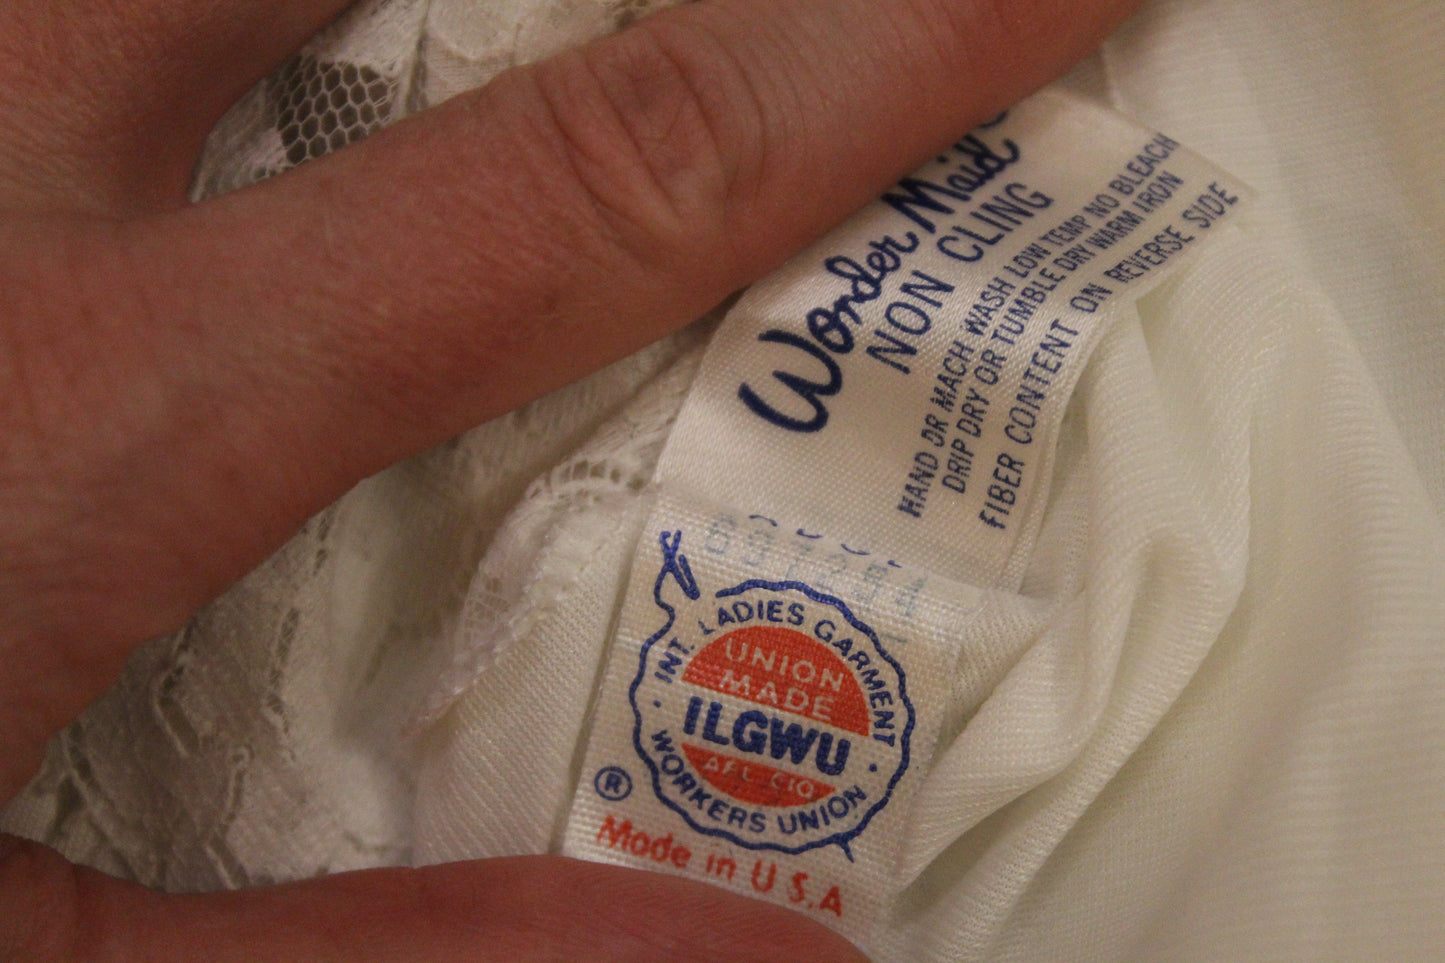 Wonder Maid
NON CLING
HAND OR MACH WASH LOW TEMP NO BLEACH
DRIP DRY OR TUMBLE DRY WARM IRON
FIBER CONTENT ON REVERSE SIDE
INT. LADIES GARMENT
UNION
MADE
ILGWU
AFL CIO
WORKERS UNION
®
Made in U.S.A